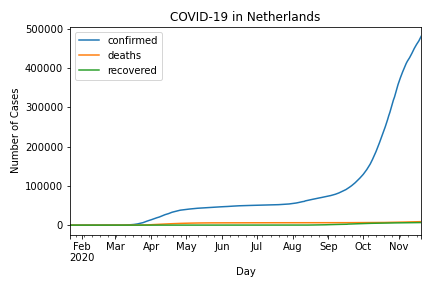 COVID-19 in Netherlands
500000
400000
300000
200000
100000
0
Number of Cases
confirmed
deaths
recovered
Feb Mar Apr May Jun Jul Aug Sep Oct Nov
2020
Day